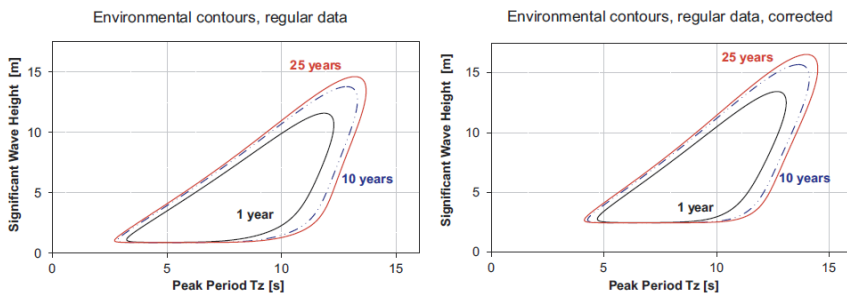 Environmental contours, regular data
Significant Wave Height [m]
15
10
5
0
25 years
10 years
1 year
0
5
10
15
Peak Period Tz [s]
Environmental contours, regular data, corrected
Significant Wave Height [m]
15
10
5
0
25 years
10 years
1 year
0
5
10
15
Peak Period Tz [s]